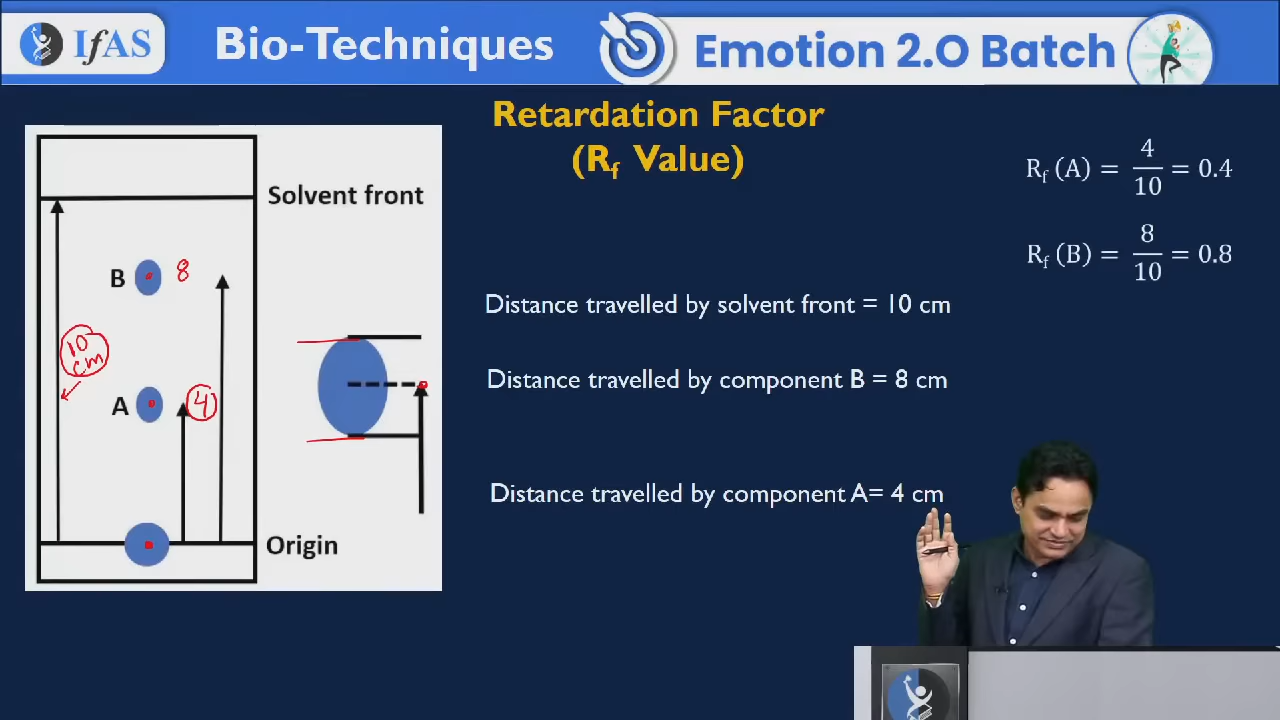 IfAS
Bio-Techniques
Emotion 2.O Batch
Retardation Factor
(Rf Value)
Rf (A) = 4/10 = 0.4
Rf (B) = 8/10 = 0.8
Solvent front
B 8
10 cm
A 4
Origin
Distance travelled by solvent front = 10 cm
Distance travelled by component B = 8 cm
Distance travelled by component A= 4 cm